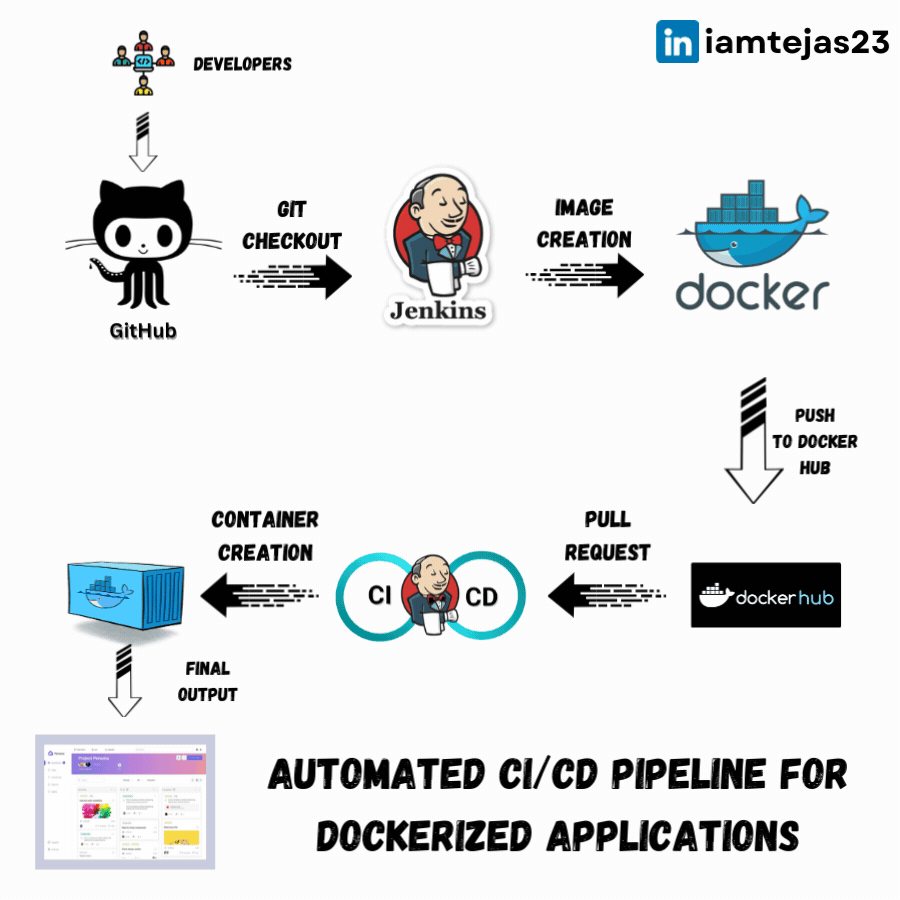 in iamtejas23
DEVELOPERS
GIT
CHECKOUT
IMAGE
CREATION
GitHub
Jenkins
docker
PUSH
TO DOCKER
HUB
CONTAINER
CREATION
PULL
REQUEST
CI CD
docker hub
FINAL
OUTPUT
AUTOMATED CI/CD PIPELINE FOR
DOCKERIZED APPLICATIONS